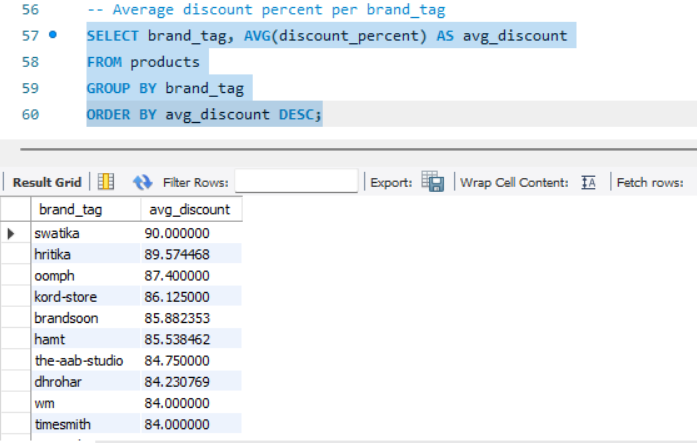 56 -- Average discount percent per brand_tag
57 SELECT brand_tag, AVG(discount_percent) AS avg_discount
58 FROM products
59 GROUP BY brand_tag
60 ORDER BY avg_discount DESC;
Result Grid Filter Rows: Export: Wrap Cell Content: IA Fetch rows:
brand_tag avg_discount
swatika 90.000000
hritika 89.574468
oomph 87.400000
kord-store 86.125000
brandsoon 85.882353
hamt 85.538462
the-aab-studio 84.750000
dhrohar 84.230769
wm 84.000000
timesmith 84.000000